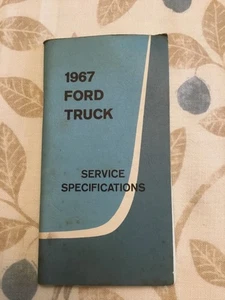 1967
FORD
TRUCK
SERVICE
SPECIFICATIONS